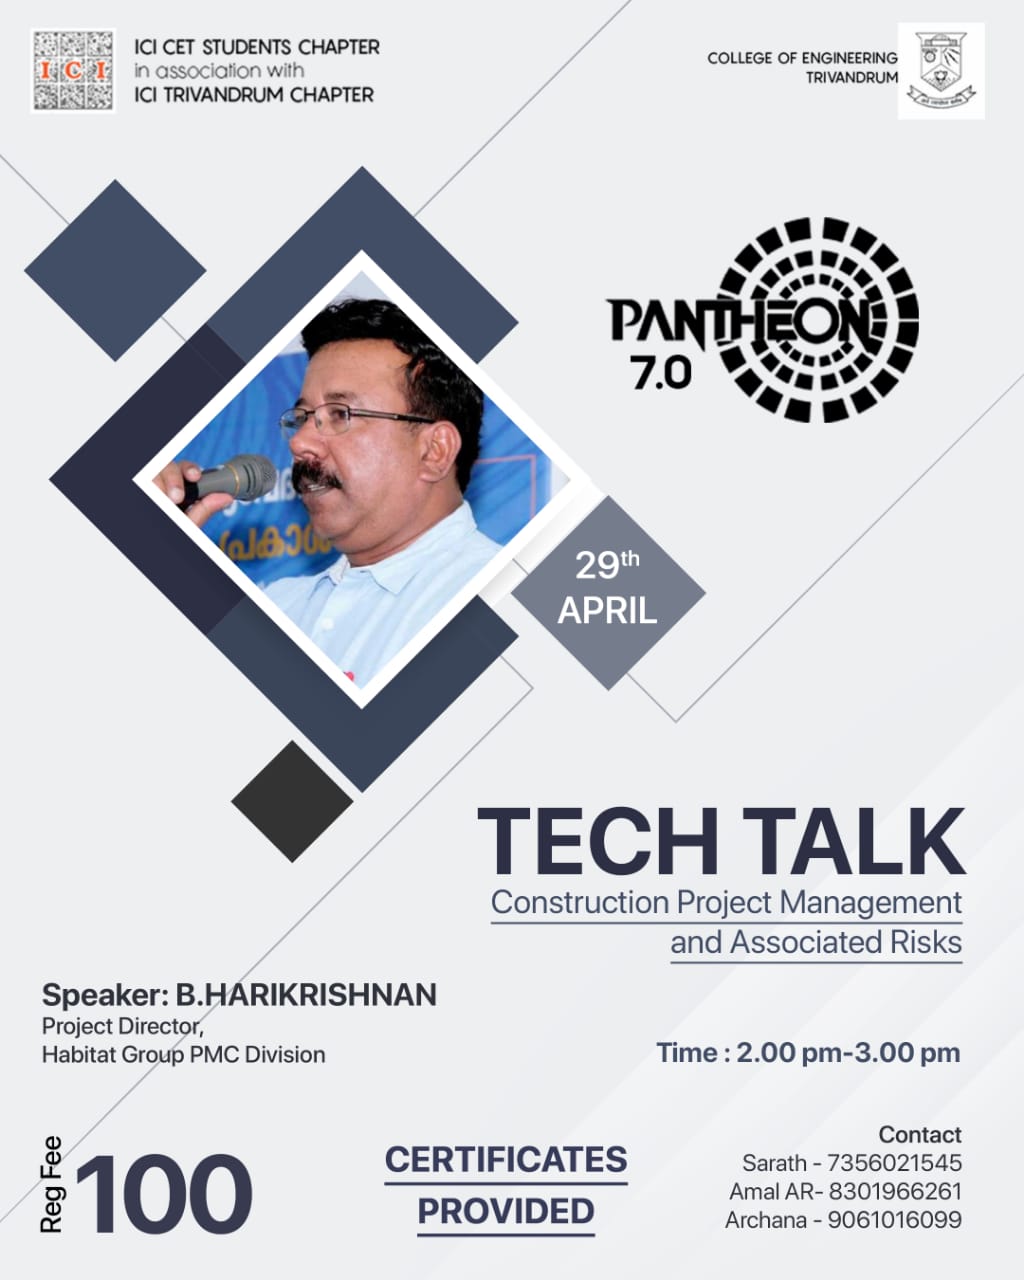 ICI
ICI CET STUDENTS CHAPTER
in association with
ICI TRIVANDRUM CHAPTER
COLLEGE OF ENGINEERING
TRIVANDRUM
PANTHEON
7.0
29th
APRIL
TECH TALK
Construction Project Management
and Associated Risks
Speaker: B.HARIKRISHNAN
Project Director,
Habitat Group PMC Division
Time : 2.00 pm-3.00 pm
Reg Fee
100
CERTIFICATES
PROVIDED
Contact
Sarath - 7356021545
Amal AR- 8301966261
Archana - 9061016099